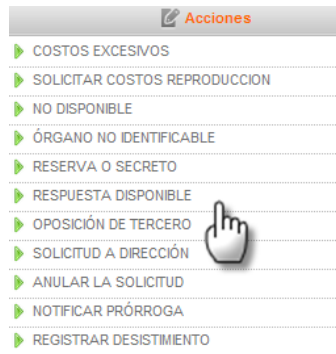 Acciones
COSTOS EXCESIVOS
SOLICITAR COSTOS REPRODUCCION
NO DISPONIBLE
ÓRGANO NO IDENTIFICABLE
RESERVA O SECRETO
RESPUESTA DISPONIBLE
OPOSICIÓN DE TERCERO
SOLICITUD A DIRECCIÓN
ANULAR LA SOLICITUD
NOTIFICAR PRÓRROGA
REGISTRAR DESISTIMIENTO